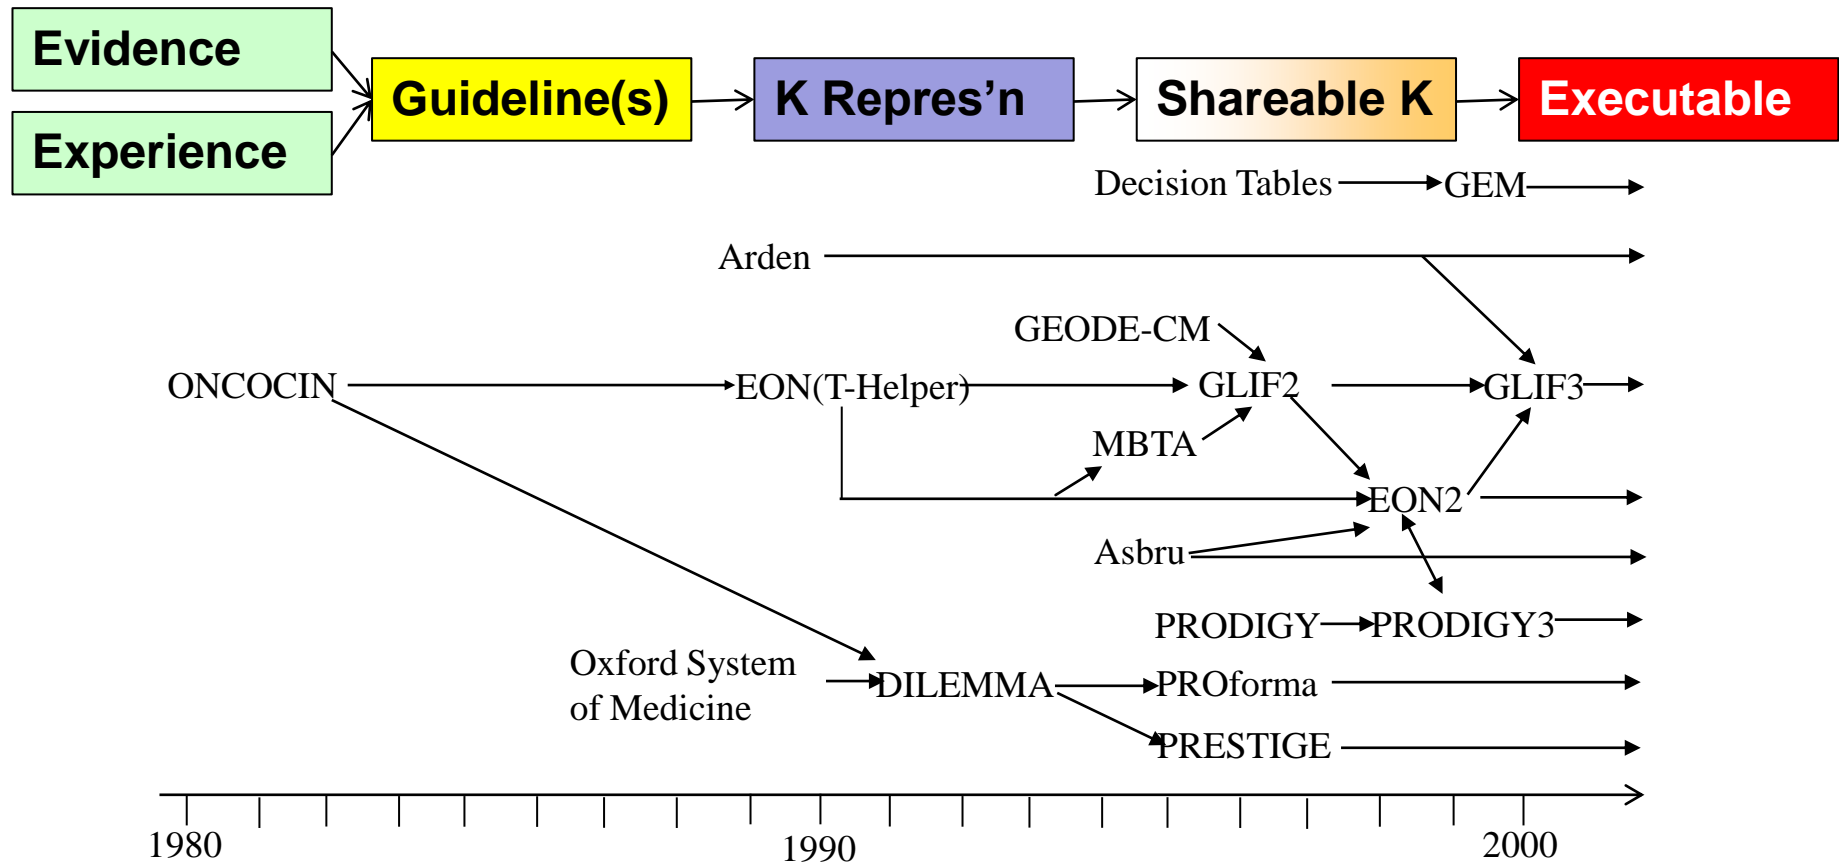 Evidence
Experience
Guideline(s)
K Repres’n
Shareable K
Executable
Decision Tables
GEM
Arden
GEODE-CM
ONCOCIN
EON(T-Helper)
GLIF2
GLIF3
MBTA
EON2
Asbru
PRODIGY
PRODIGY3
Oxford System
of Medicine
DILEMMA
PROforma
PRESTIGE
1980
1990
2000